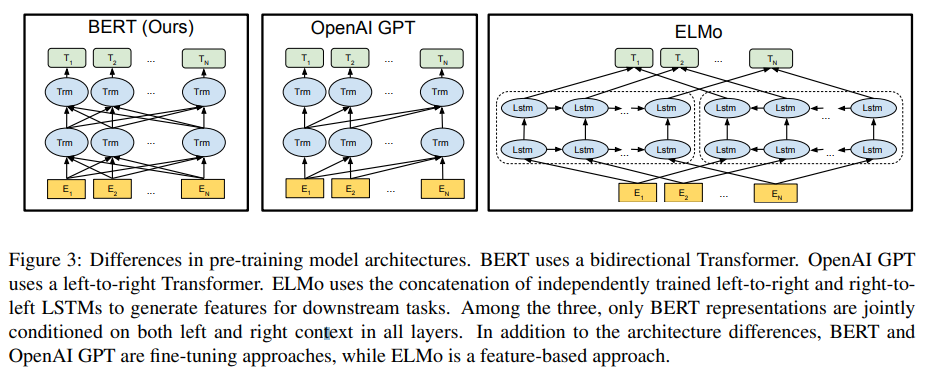 BERT (Ours)
T1 T2 ... TN
Trm Trm ... Trm
Trm Trm ... Trm
E1 E2 ... EN
OpenAI GPT
T1 T2 ... TN
Trm Trm ... Trm
Trm Trm ... Trm
E1 E2 ... EN
ELMo
T1 T2 ... TN
Lstm Lstm ... Lstm Lstm Lstm ... Lstm
Lstm Lstm ... Lstm Lstm Lstm ... Lstm
E1 E2 ... EN
Figure 3: Differences in pre-training model architectures. BERT uses a bidirectional Transformer. OpenAI GPT
uses a left-to-right Transformer. ELMo uses the concatenation of independently trained left-to-right and right-to-
left LSTMs to generate features for downstream tasks. Among the three, only BERT representations are jointly
conditioned on both left and right context in all layers. In addition to the architecture differences, BERT and
OpenAI GPT are fine-tuning approaches, while ELMo is a feature-based approach.